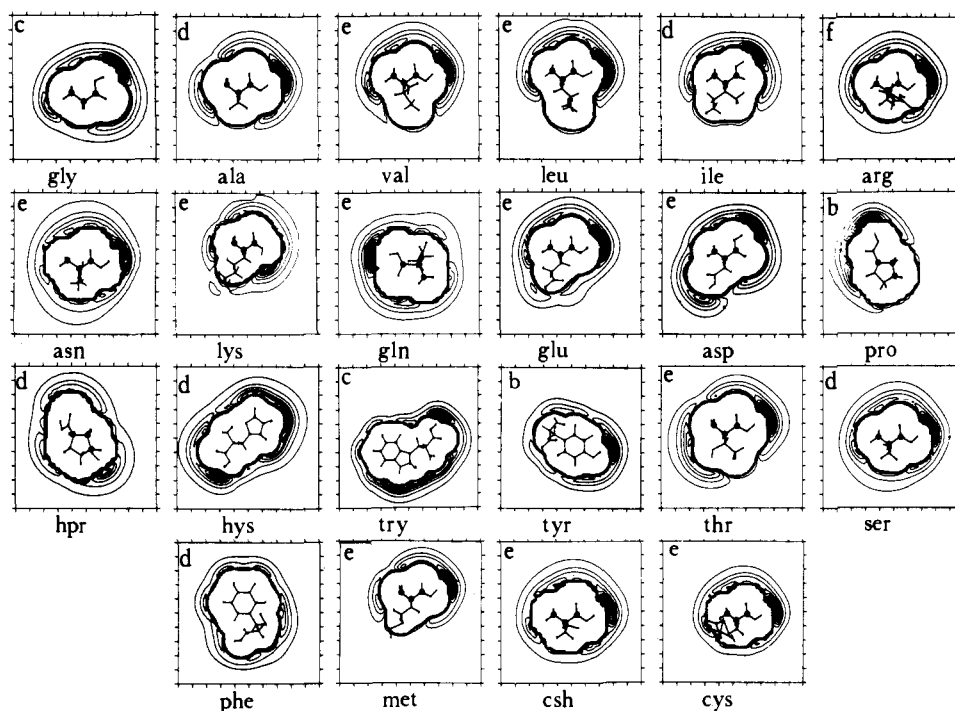 c d e e d f
gly ala val leu ile arg
e e e e e b
asn lys gln glu asp pro
d d c b e d
hpr hys try tyr thr ser
d e e e
phe met csh cys